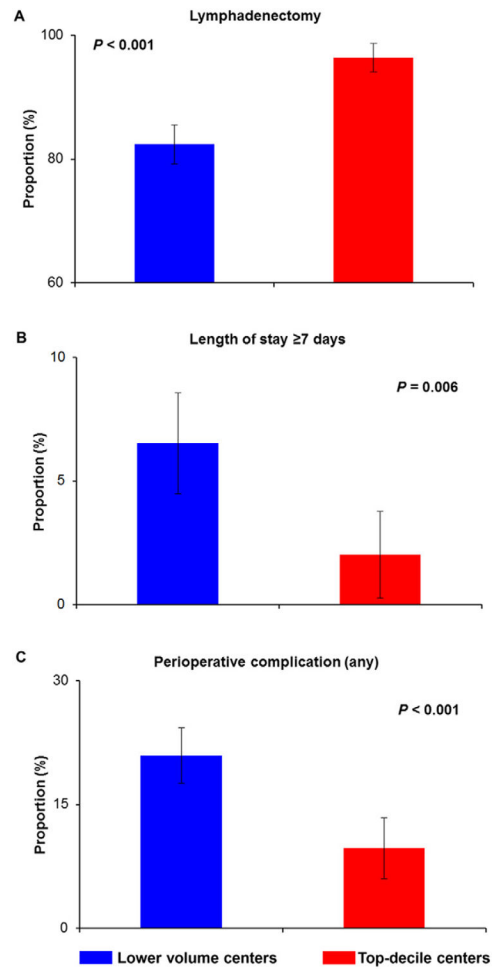 A
Lymphadenectomy
P < 0.001
100
80
60
Proportion (%)
B
Length of stay ≥7 days
P = 0.006
10
5
0
Proportion (%)
C
Perioperative complication (any)
P < 0.001
30
15
0
Proportion (%)
Lower volume centers
Top-decile centers